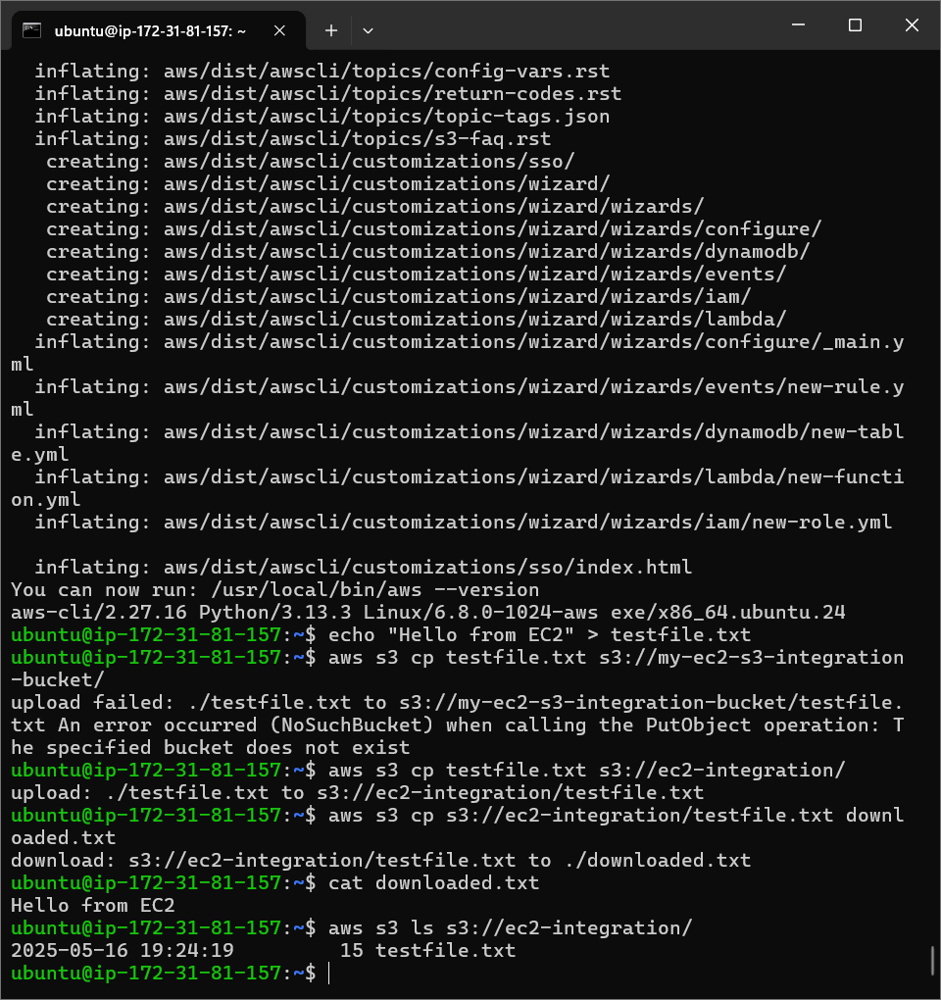 ubuntu@ip-172-31-81-157: ~
  inflating: aws/dist/awscli/topics/config-vars.rst
  inflating: aws/dist/awscli/topics/return-codes.rst
  inflating: aws/dist/awscli/topics/topic-tags.json
  inflating: aws/dist/awscli/topics/s3-faq.rst
   creating: aws/dist/awscli/customizations/sso/
   creating: aws/dist/awscli/customizations/wizard/
   creating: aws/dist/awscli/customizations/wizard/wizards/
   creating: aws/dist/awscli/customizations/wizard/wizards/configure/
   creating: aws/dist/awscli/customizations/wizard/wizards/dynamodb/
   creating: aws/dist/awscli/customizations/wizard/wizards/events/
   creating: aws/dist/awscli/customizations/wizard/wizards/iam/
   creating: aws/dist/awscli/customizations/wizard/wizards/lambda/
  inflating: aws/dist/awscli/customizations/wizard/wizards/configure/_main.y
ml
  inflating: aws/dist/awscli/customizations/wizard/wizards/events/new-rule.y
ml
  inflating: aws/dist/awscli/customizations/wizard/wizards/dynamodb/new-tabl
e.yml
  inflating: aws/dist/awscli/customizations/wizard/wizards/lambda/new-functi
on.yml
  inflating: aws/dist/awscli/customizations/wizard/wizards/iam/new-role.yml
  inflating: aws/dist/awscli/customizations/sso/index.html
You can now run: /usr/local/bin/aws --version
aws-cli/2.27.16 Python/3.13.3 Linux/6.8.0-1024-aws exe/x86_64.ubuntu.24
ubuntu@ip-172-31-81-157:~$ echo "Hello from EC2" > testfile.txt
ubuntu@ip-172-31-81-157:~$ aws s3 cp testfile.txt s3://my-ec2-s3-integration
-bucket/
upload failed: ./testfile.txt to s3://my-ec2-s3-integration-bucket/testfile.
txt An error occurred (NoSuchBucket) when calling the PutObject operation: T
he specified bucket does not exist
ubuntu@ip-172-31-81-157:~$ aws s3 cp testfile.txt s3://ec2-integration/
upload: ./testfile.txt to s3://ec2-integration/testfile.txt
ubuntu@ip-172-31-81-157:~$ aws s3 cp s3://ec2-integration/testfile.txt downl
oaded.txt
download: s3://ec2-integration/testfile.txt to ./downloaded.txt
ubuntu@ip-172-31-81-157:~$ cat downloaded.txt
Hello from EC2
ubuntu@ip-172-31-81-157:~$ aws s3 ls s3://ec2-integration/
2025-05-16 19:24:19         15 testfile.txt
ubuntu@ip-172-31-81-157:~$